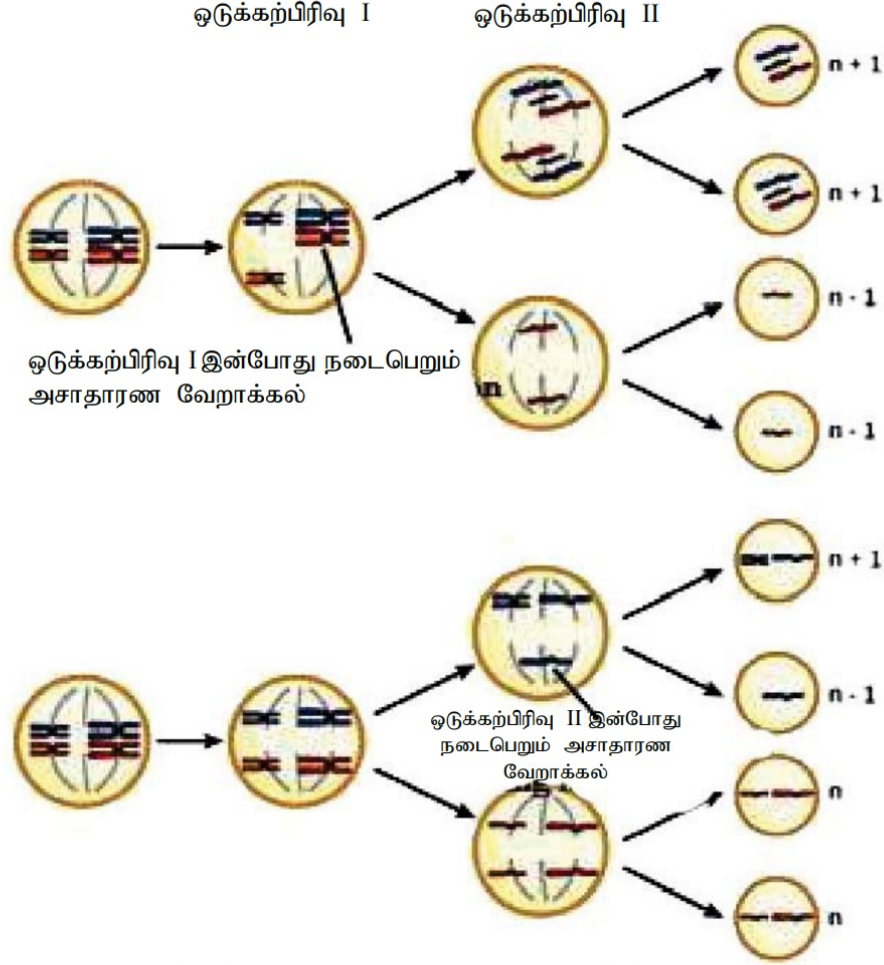 ஒடுக்கற்பிரிவு I
ஒடுக்கற்பிரிவு II
n + 1
n + 1
n - 1
n - 1
ஒடுக்கற்பிரிவு I இன்போது நடைபெறும்
அசாதாரண வேறாக்கல்
n + 1
n - 1
ஒடுக்கற்பிரிவு II இன்போது
நடைபெறும் அசாதாரண
வேறாக்கல்
n
n